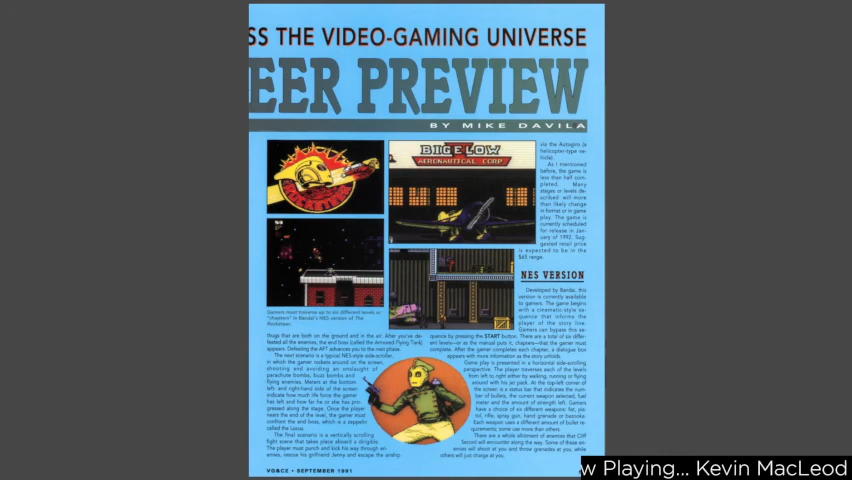 SS THE VIDEO-GAMING UNIVERSE
EER PREVIEW
BY MIKE DAVILA
ROCKETEER
BIGELOW
AERONAUTICAL CORP
via the Autogiro (a
helicopter-type ve-
hicle).
As I mentioned
before, the game is
less than half com-
pleted. Many
stages or levels de-
scribed will more
than likely change
in format or in game
play. The game is
currently scheduled
for release in Jan-
uary of 1992. Sug-
gested retail price
is expected to be in the
$65 range.
NES VERSION
Developed by Bandai, this
version is currently available
to gamers. The game begins
with a cinematic-style se-
quence that informs the
player of the story line.
Gamers can bypass this se-
Gamers must traverse up to six different levels or
"chapters" in Bandai's NES version of The
Rocketeer.
thugs that are both on the ground and in the air. After you've de-
feated all the enemies, the end boss (called the Armored Flying Tank)
appears. Defeating the AFT advances you to the next phase.
The next scenario is a typical NES-style side-scroller,
in which the gamer rockets around on the screen,
shooting and avoiding an onslaught of
parachute bombs, buzz bombs and
flying enemies. Meters at the bottom
left- and right-hand side of the screen
indicate how much life force the gamer
has left and how far he or she has pro-
gressed along the stage. Once the player
nears the end of the level, the gamer must
confront the end boss, which is a zeppelin
called the Luxus.
The final scenario is a vertically scrolling
fight scene that takes place aboard a dirigible.
The player must punch and kick his way through en-
emies, rescue his girlfriend Jenny and escape the airship
quence by pressing the START button.
There are a total of six differ-
ent levels—or as the manual puts it, chapters—that the gamer must
complete. After the gamer completes each chapter, a dialogue box
appears with more information as the story unfolds.
Game play is presented in a horizontal side-scrolling
perspective. The player traverses each of the levels
from left to right either by walking, running or flying
around with his jet pack. At the top-left corner of
the screen is a status bar that indicates the num-
ber of bullets, the current weapon selected, fuel
meter and the amount of strength left. Gamers
have a choice of six different weapons: fist, pis-
tol, rifle, spray gun, hand grenade or bazooka.
Each weapon uses a different amount of bullet re-
quirements; some use more than others.
There are a whole allotment of enemies that Cliff
Secord will encounter along the way. Some of these en-
emies will shoot at you and throw grenades at you, while
others will just charge at you.
VG&CE • SEPTEMBER 1991
w Playing... Kevin MacLeod